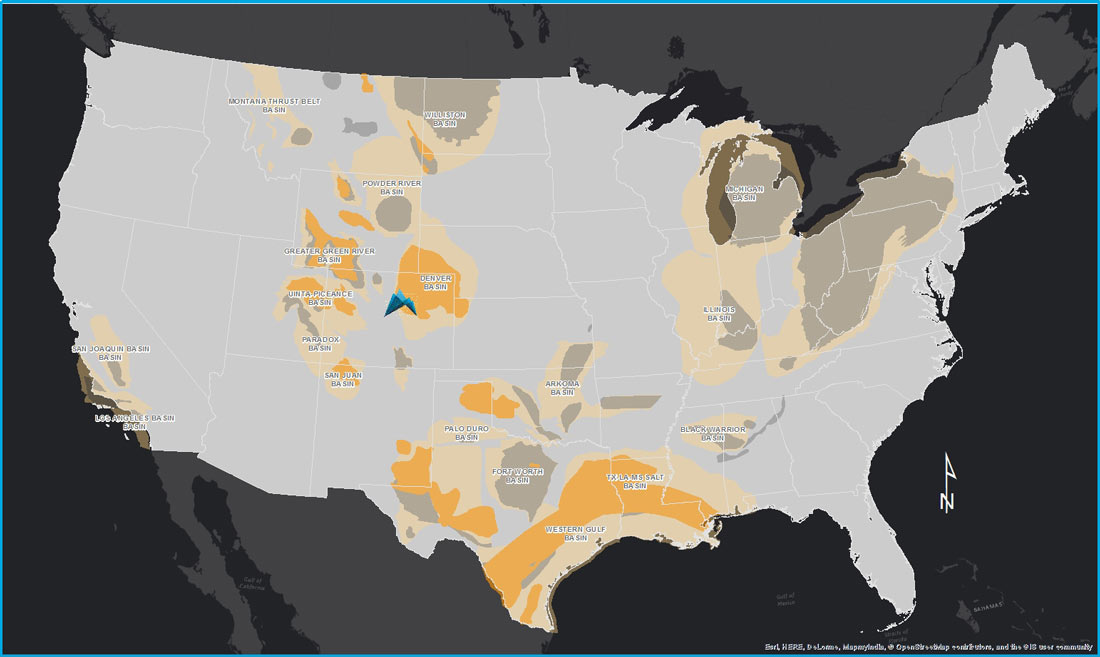 MONTANA THRUST BELT
BASIN
WILLISTON
BASIN
POWDER RIVER
BASIN
MICHIGAN
BASIN
GREATER GREEN RIVER
BASIN
DENVER
BASIN
UINTA-PICEANCE
BASIN
ILLINOIS
BASIN
PARADOX
BASIN
SAN JOAQUIN BASIN
BASIN
SAN JUAN
BASIN
ARKOMA
BASIN
LOS ANGELES BASIN
BASIN
PALO DURO
BASIN
BLACK WARRIOR
BASIN
FORT WORTH
BASIN
TX-LA-MS SALT
BASIN
N
WESTERN GULF
BASIN
Gulf of
California
Gulf of
Mexico
BAHAMAS
Straits of
Florida
Esri, HERE, DeLorme, MapmyIndia, © OpenStreetMap contributors, and the GIS user community